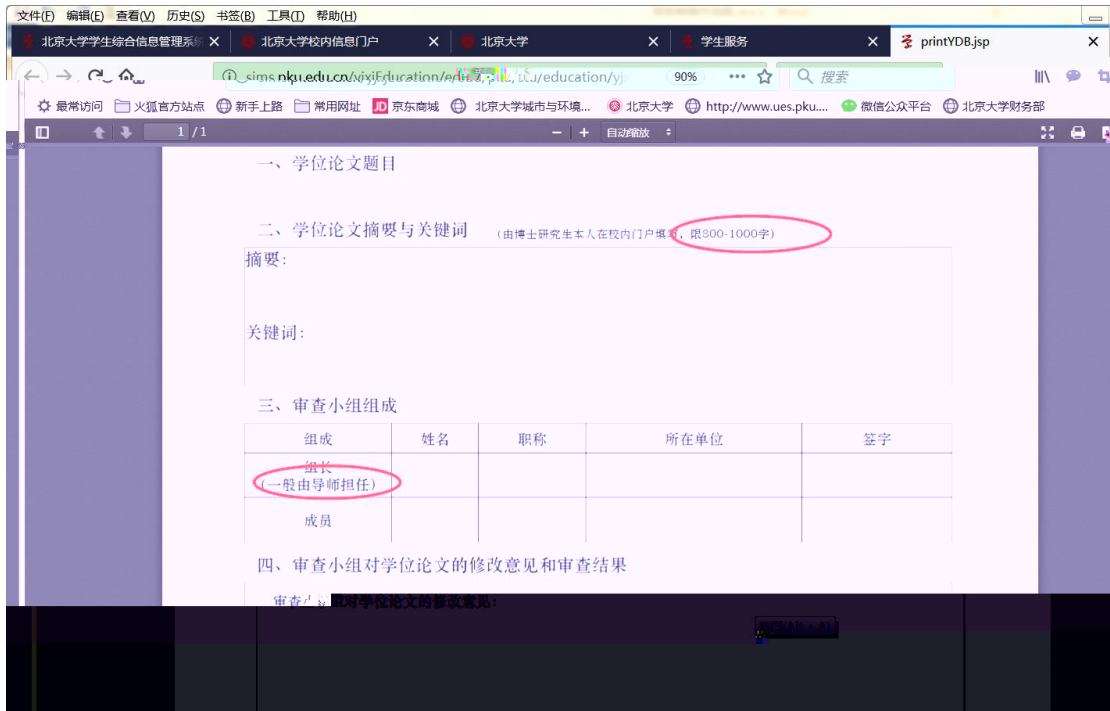 文件(F) 编辑(E) 查看(V) 历史(S) 书签(B) 工具(T) 帮助(H)
北京大学学生综合信息管理系统 北京大学校内信息门户 北京大学 学生服务 printYDB.jsp
sims.pku.edu.cn 90% 搜索
最常访问 火狐官方站点 新手上路 常用网址 JD 京东商城 北京大学城市与环境... 北京大学 http://www.ues.pku.... 微信公众平台 北京大学财务部
1 /1 自动缩放
一、学位论文题目
二、学位论文摘要与关键词 (由博士研究生本人在校内门户填写,限800-1000字)
摘要:
关键词:
三、审查小组组成
组成 姓名 职称 所在单位 签字
组长
(一般由导师担任)
成员
四、审查小组对学位论文的修改意见和审查结果
审查小组对学位论文的修改意见: